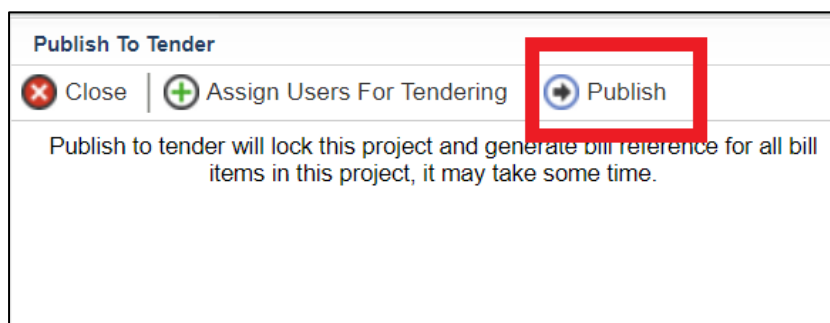 Publish To Tender
Close Assign Users For Tendering Publish
Publish to tender will lock this project and generate bill reference for all bill
items in this project, it may take some time.